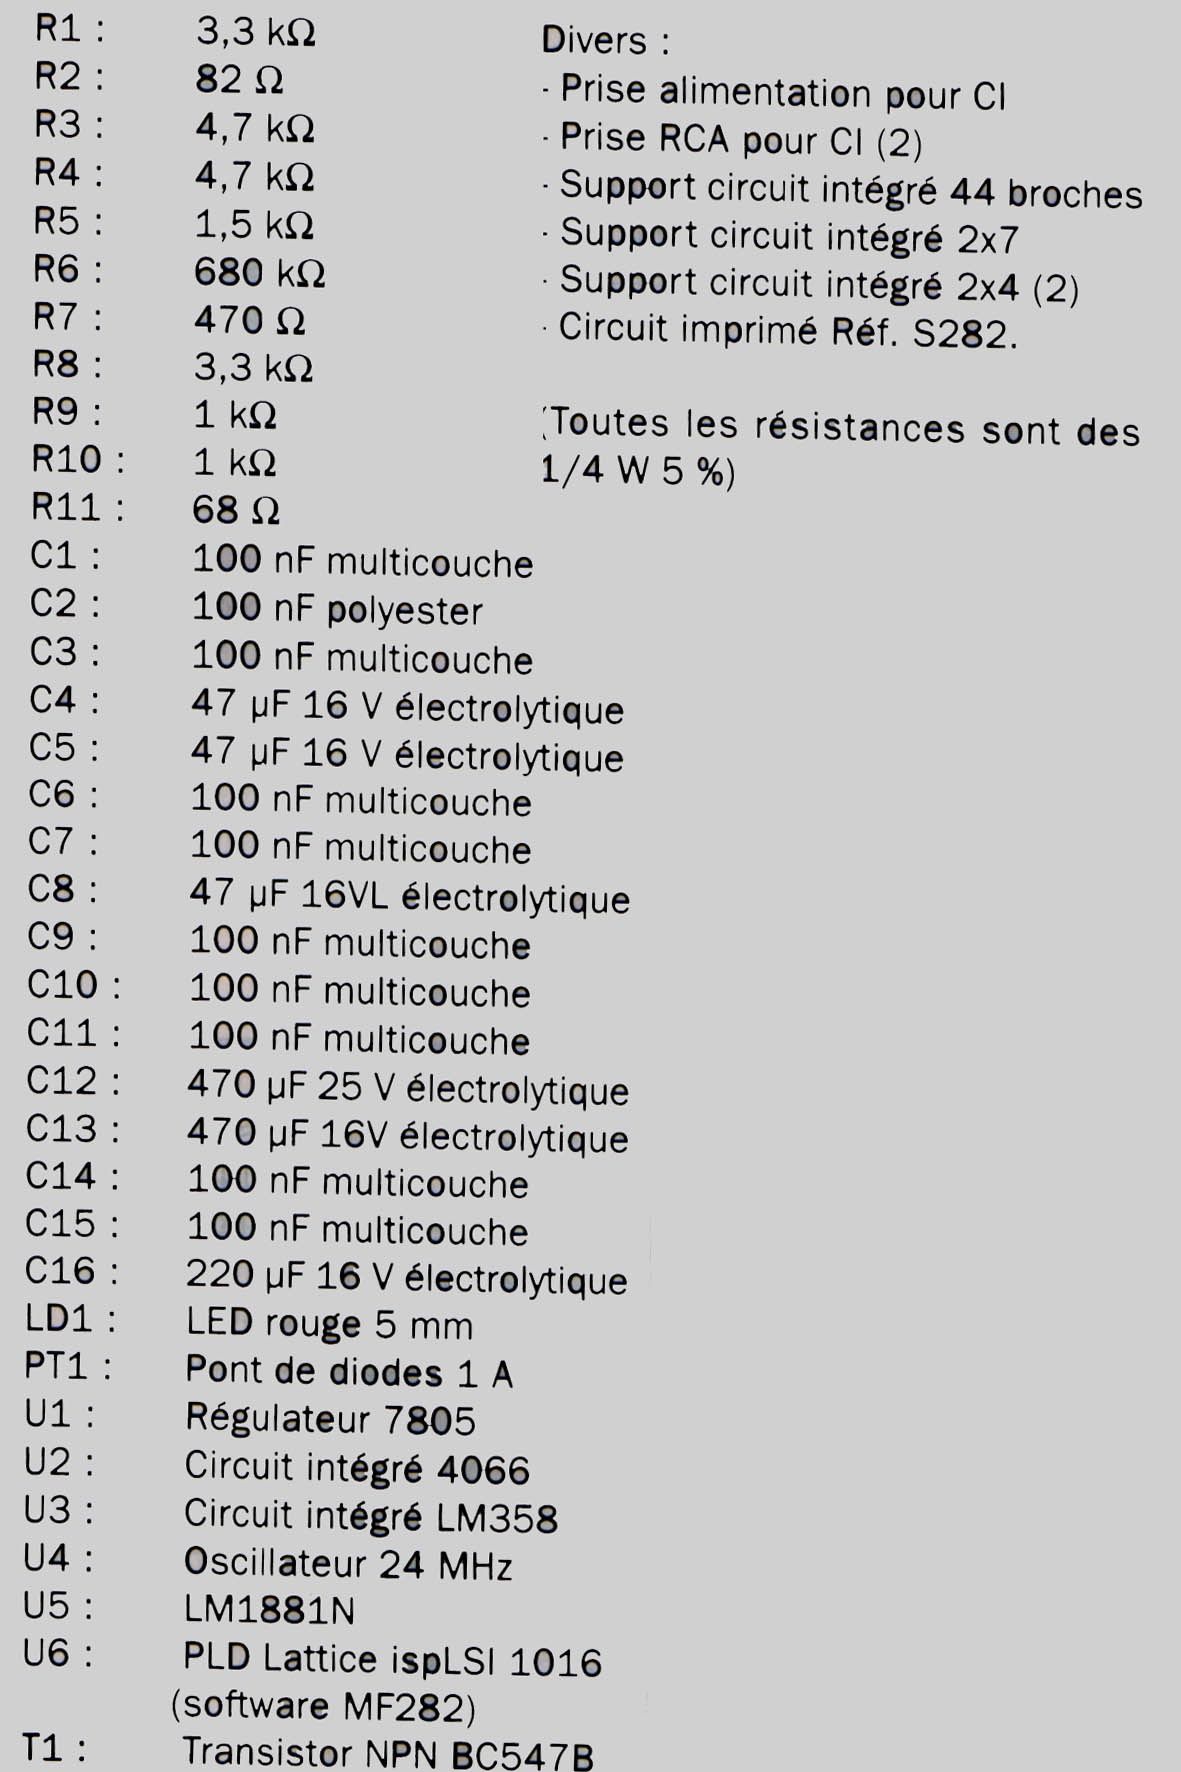 R1 : 3,3 kΩ
R2 : 82 Ω
R3 : 4,7 kΩ
R4 : 4,7 kΩ
R5 : 1,5 kΩ
R6 : 680 kΩ
R7 : 470 Ω
R8 : 3,3 kΩ
R9 : 1 kΩ
R10 : 1 kΩ
R11 : 68 Ω
C1 : 100 nF multicouche
C2 : 100 nF polyester
C3 : 100 nF multicouche
C4 : 47 µF 16 V électrolytique
C5 : 47 µF 16 V électrolytique
C6 : 100 nF multicouche
C7 : 100 nF multicouche
C8 : 47 µF 16VL électrolytique
C9 : 100 nF multicouche
C10 : 100 nF multicouche
C11 : 100 nF multicouche
C12 : 470 µF 25 V électrolytique
C13 : 470 µF 16V électrolytique
C14 : 100 nF multicouche
C15 : 100 nF multicouche
C16 : 220 µF 16 V électrolytique
LD1 : LED rouge 5 mm
PT1 : Pont de diodes 1 A
U1 : Régulateur 7805
U2 : Circuit intégré 4066
U3 : Circuit intégré LM358
U4 : Oscillateur 24 MHz
U5 : LM1881N
U6 : PLD Lattice ispLSI 1016
(software MF282)
T1 : Transistor NPN BC547B
Divers :
- Prise alimentation pour CI
- Prise RCA pour CI (2)
- Support circuit intégré 44 broches
- Support circuit intégré 2x7
- Support circuit intégré 2x4 (2)
- Circuit imprimé Réf. S282.
(Toutes les résistances sont des
1/4 W 5 %)